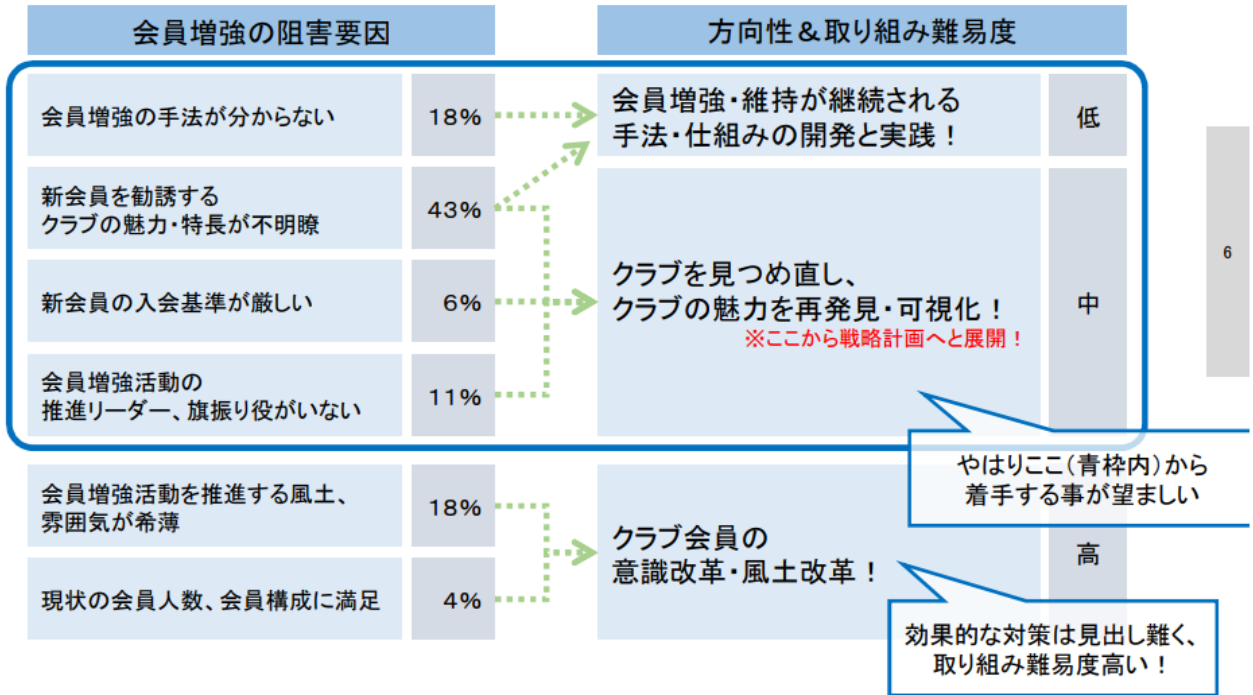 会員増強の阻害要因
方向性&取り組み難易度
会員増強の手法が分からない
18%
会員増強・維持が継続される
手法・仕組みの開発と実践！
低
新会員を勧誘する
クラブの魅力・特長が不明瞭
43%
新会員の入会基準が厳しい
6%
会員増強活動の
推進リーダー、旗振り役がいない
11%
クラブを見つめ直し、
クラブの魅力を再発見・可視化！
※ここから戦略計画へと展開！
中
やはりここ（青枠内）から
着手する事が望ましい
会員増強活動を推進する風土、
雰囲気が希薄
18%
現状の会員人数、会員構成に満足
4%
クラブ会員の
意識改革・風土改革！
高
効果的な対策は見出し難く、
取り組み難易度高い！
6